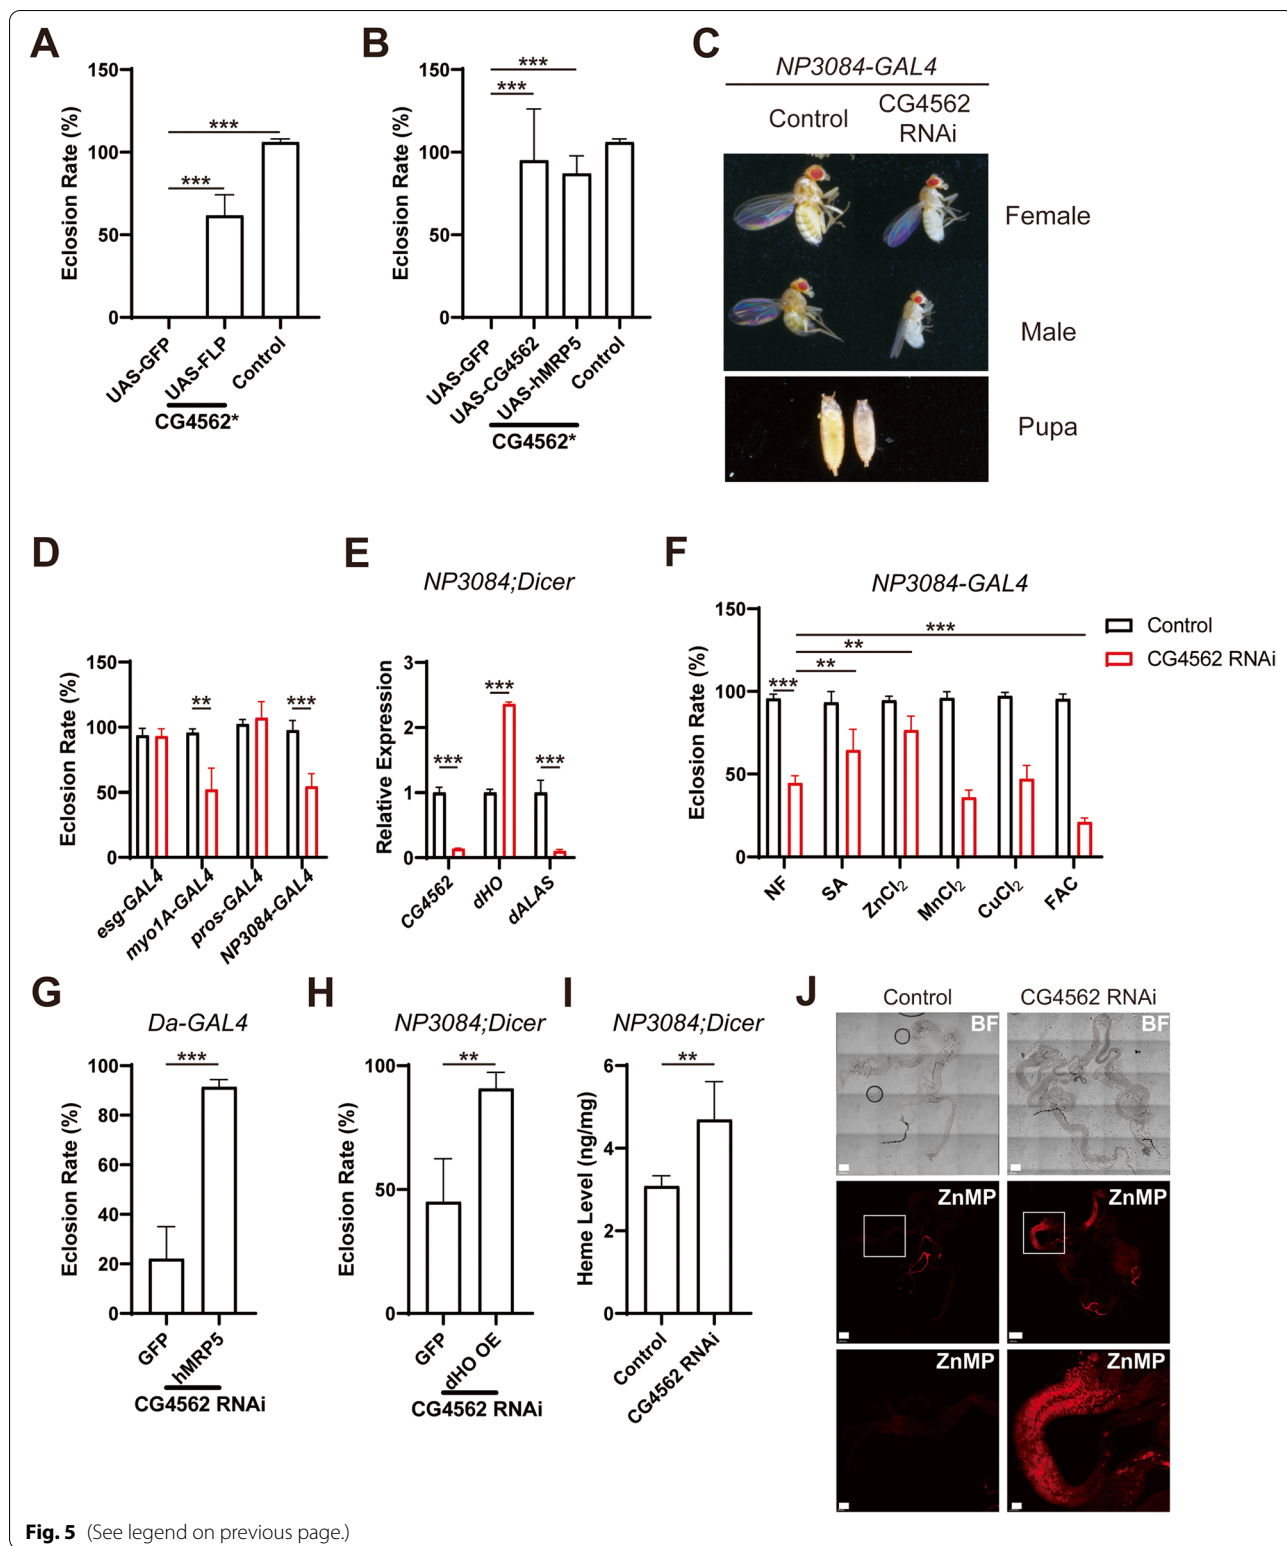 A
Eclosion Rate (%)
150
100
50
0
***
***
UAS-GFP
UAS-FLP
Control
CG4562*
B
Eclosion Rate (%)
150
100
50
0
***
***
UAS-GFP
UAS-CG4562
UAS-hMRP5
Control
CG4562*
C
NP3084-GAL4
Control
CG4562
RNAi
Female
Male
Pupa
D
Eclosion Rate (%)
150
100
50
0
**
***
esg-GAL4
myo1A-GAL4
pros-GAL4
NP3084-GAL4
E
NP3084;Dicer
Relative Expression
3
2
1
0
***
***
***
CG4562
dHO
dALAS
F
NP3084-GAL4
Eclosion Rate (%)
150
100
50
0
***
**
**
***
Control
CG4562 RNAi
NF
SA
ZnCl2
MnCl2
CuCl2
FAC
G
Da-GAL4
Eclosion Rate (%)
100
80
60
40
20
0
***
GFP
hMRP5
CG4562 RNAi
H
NP3084;Dicer
Eclosion Rate (%)
100
50
0
**
GFP
dHO OE
CG4562 RNAi
I
NP3084;Dicer
Heme Level (ng/mg)
6
4
2
0
**
Control
CG4562 RNAi
J
Control
CG4562 RNAi
BF
BF
ZnMP
ZnMP
ZnMP
ZnMP
Fig. 5 (See legend on previous page.)